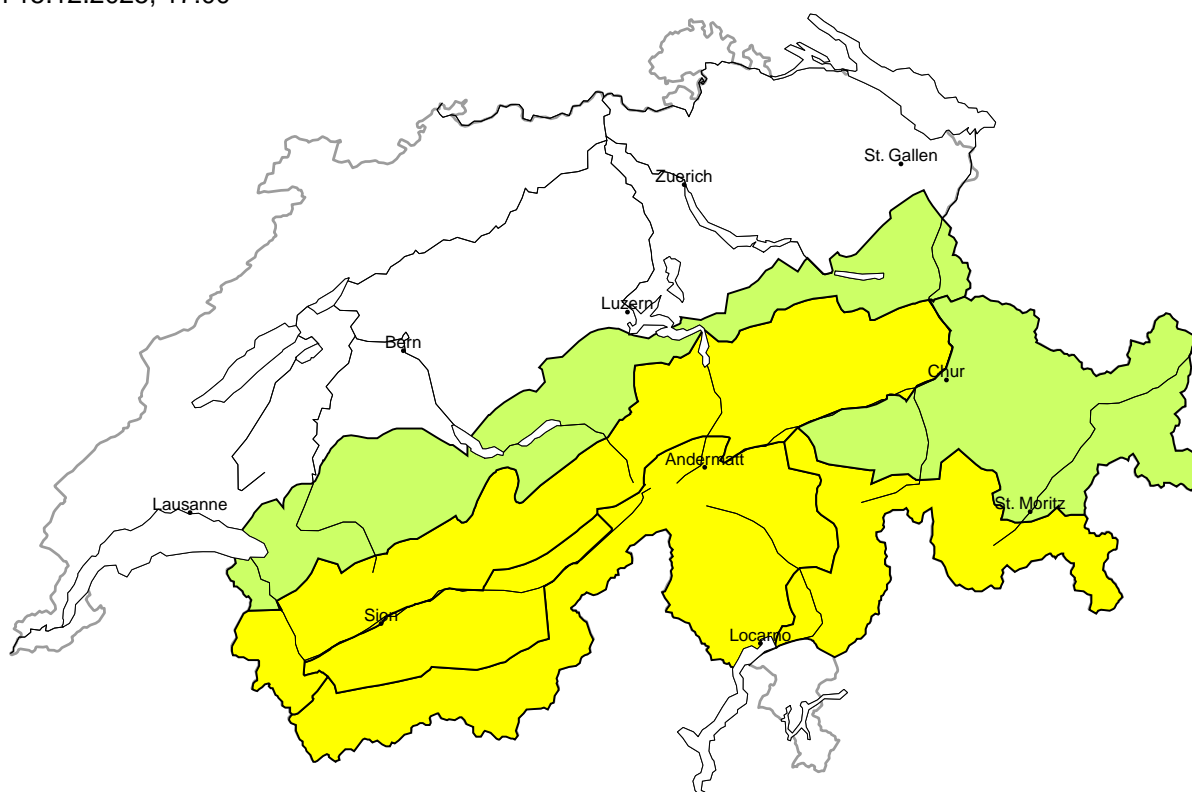 St. Gallen
Zuerich
Luzern
Bern
Chur
Andermatt
Lausanne
St. Moritz
Sion
Locarno